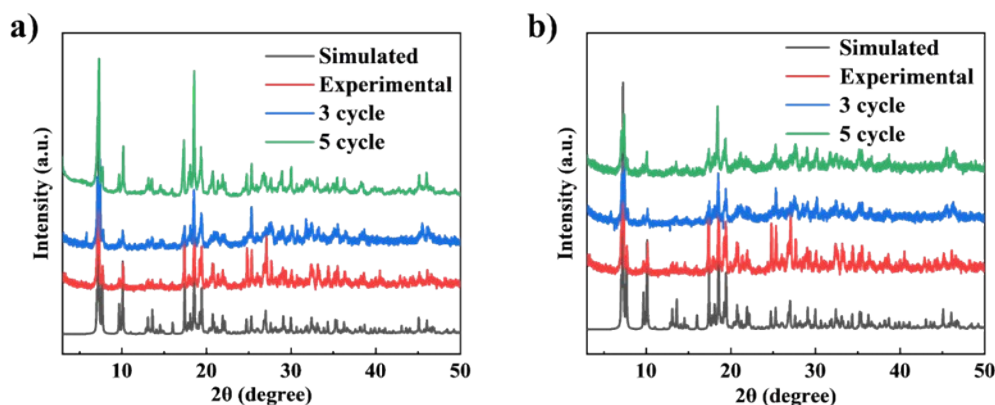 a)
Intensity (a.u.)
Simulated
Experimental
3 cycle
5 cycle
10 20 30 40 50
2θ (degree)
b)
Intensity (a.u.)
Simulated
Experimental
3 cycle
5 cycle
10 20 30 40 50
2θ (degree)